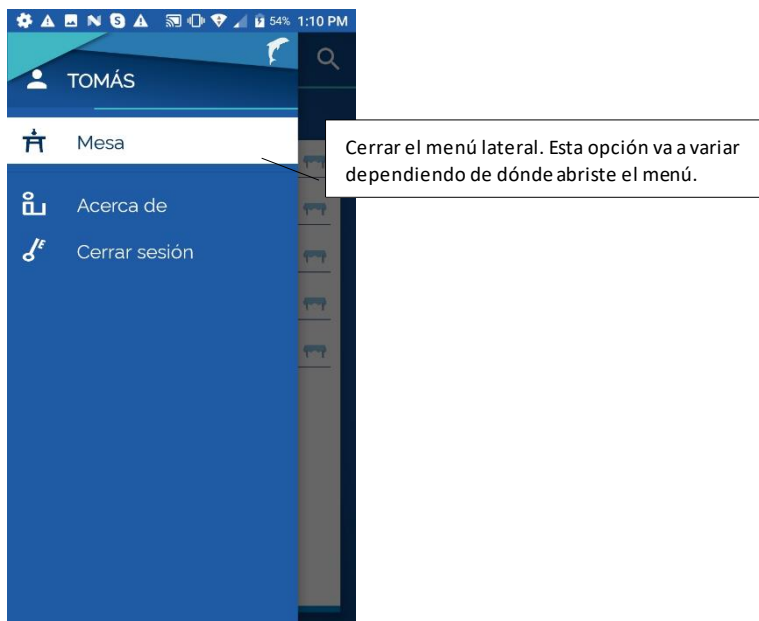 54% 1:10 PM
TOMÁS
Mesa
Cerrar el menú lateral. Esta opción va a variar
dependiendo de dónde abriste el menú.
Acerca de
Cerrar sesión